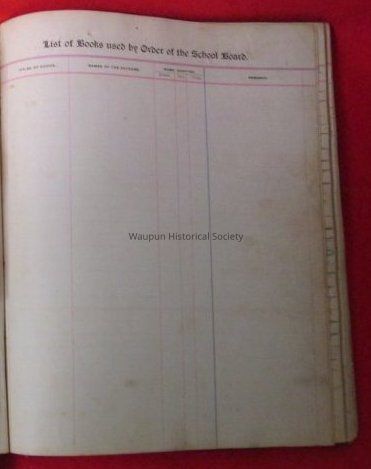 List of Books used by Order of the School Board.
NAMES OF THE AUTHORS.
REMARKS.
Waupun Historical Society